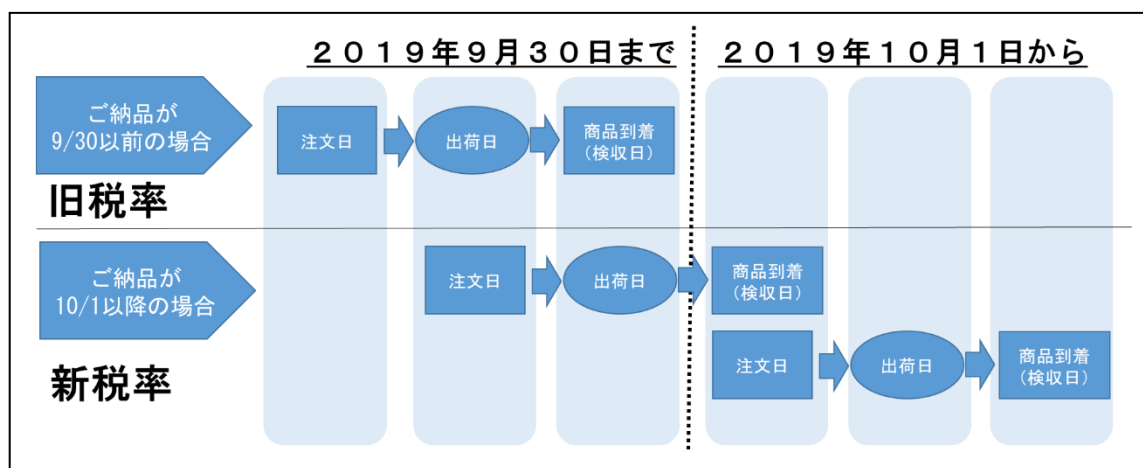 ２０１９年９月３０日まで
２０１９年１０月１日から
ご納品が
9/30以前の場合
注文日
出荷日
商品到着
（検収日）
旧税率
ご納品が
10/1以降の場合
注文日
出荷日
商品到着
（検収日）
新税率
注文日
出荷日
商品到着
（検収日）